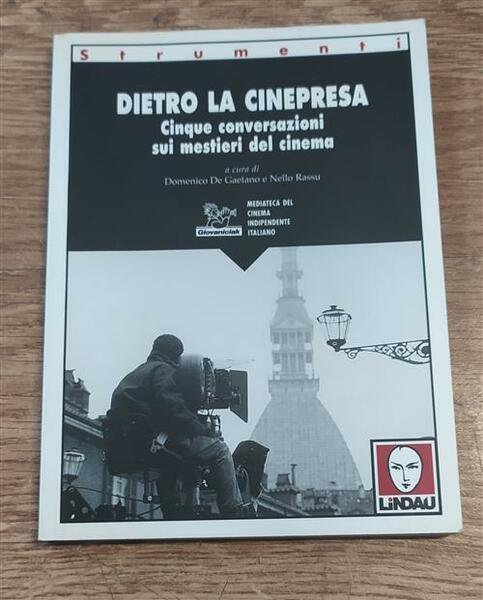 Strumenti
DIETRO LA CINEPRESA
Cinque conversazioni
sui mestieri del cinema
a cura di
Domenico De Gaetano e Nello Rassu
Giovaniciak
MEDIATECA DEL
CINEMA
INDIPENDENTE
ITALIANO
LiNDAU